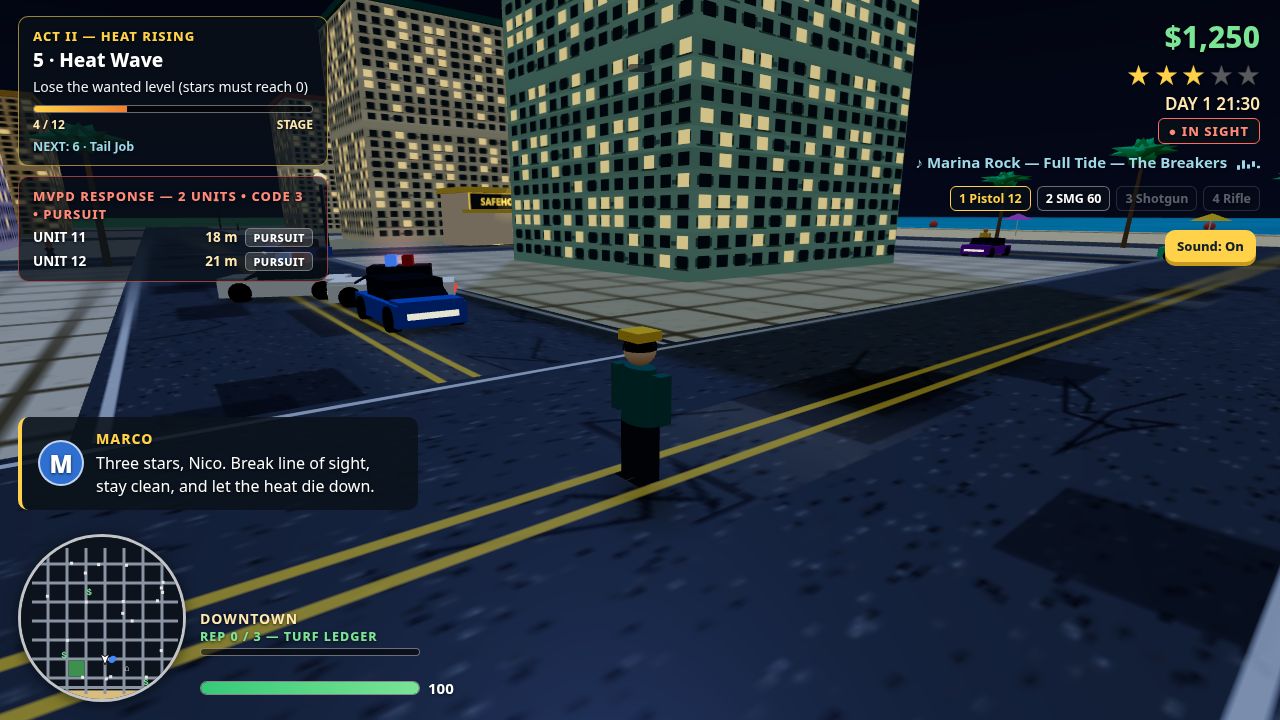 ACT II — HEAT RISING
5 · Heat Wave
Lose the wanted level (stars must reach 0)
4 / 12 STAGE
NEXT: 6 · Tail Job
MVPD RESPONSE — 2 UNITS • CODE 3
• PURSUIT
UNIT 11 18 m PURSUIT
UNIT 12 21 m PURSUIT
$1,250
DAY 1 21:30
● IN SIGHT
♪ Marina Rock — Full Tide — The Breakers
1 Pistol 12 2 SMG 60 3 Shotgun 4 Rifle
Sound: On
MARCO
M
Three stars, Nico. Break line of sight,
stay clean, and let the heat die down.
DOWNTOWN
REP 0 / 3 — TURF LEDGER
100